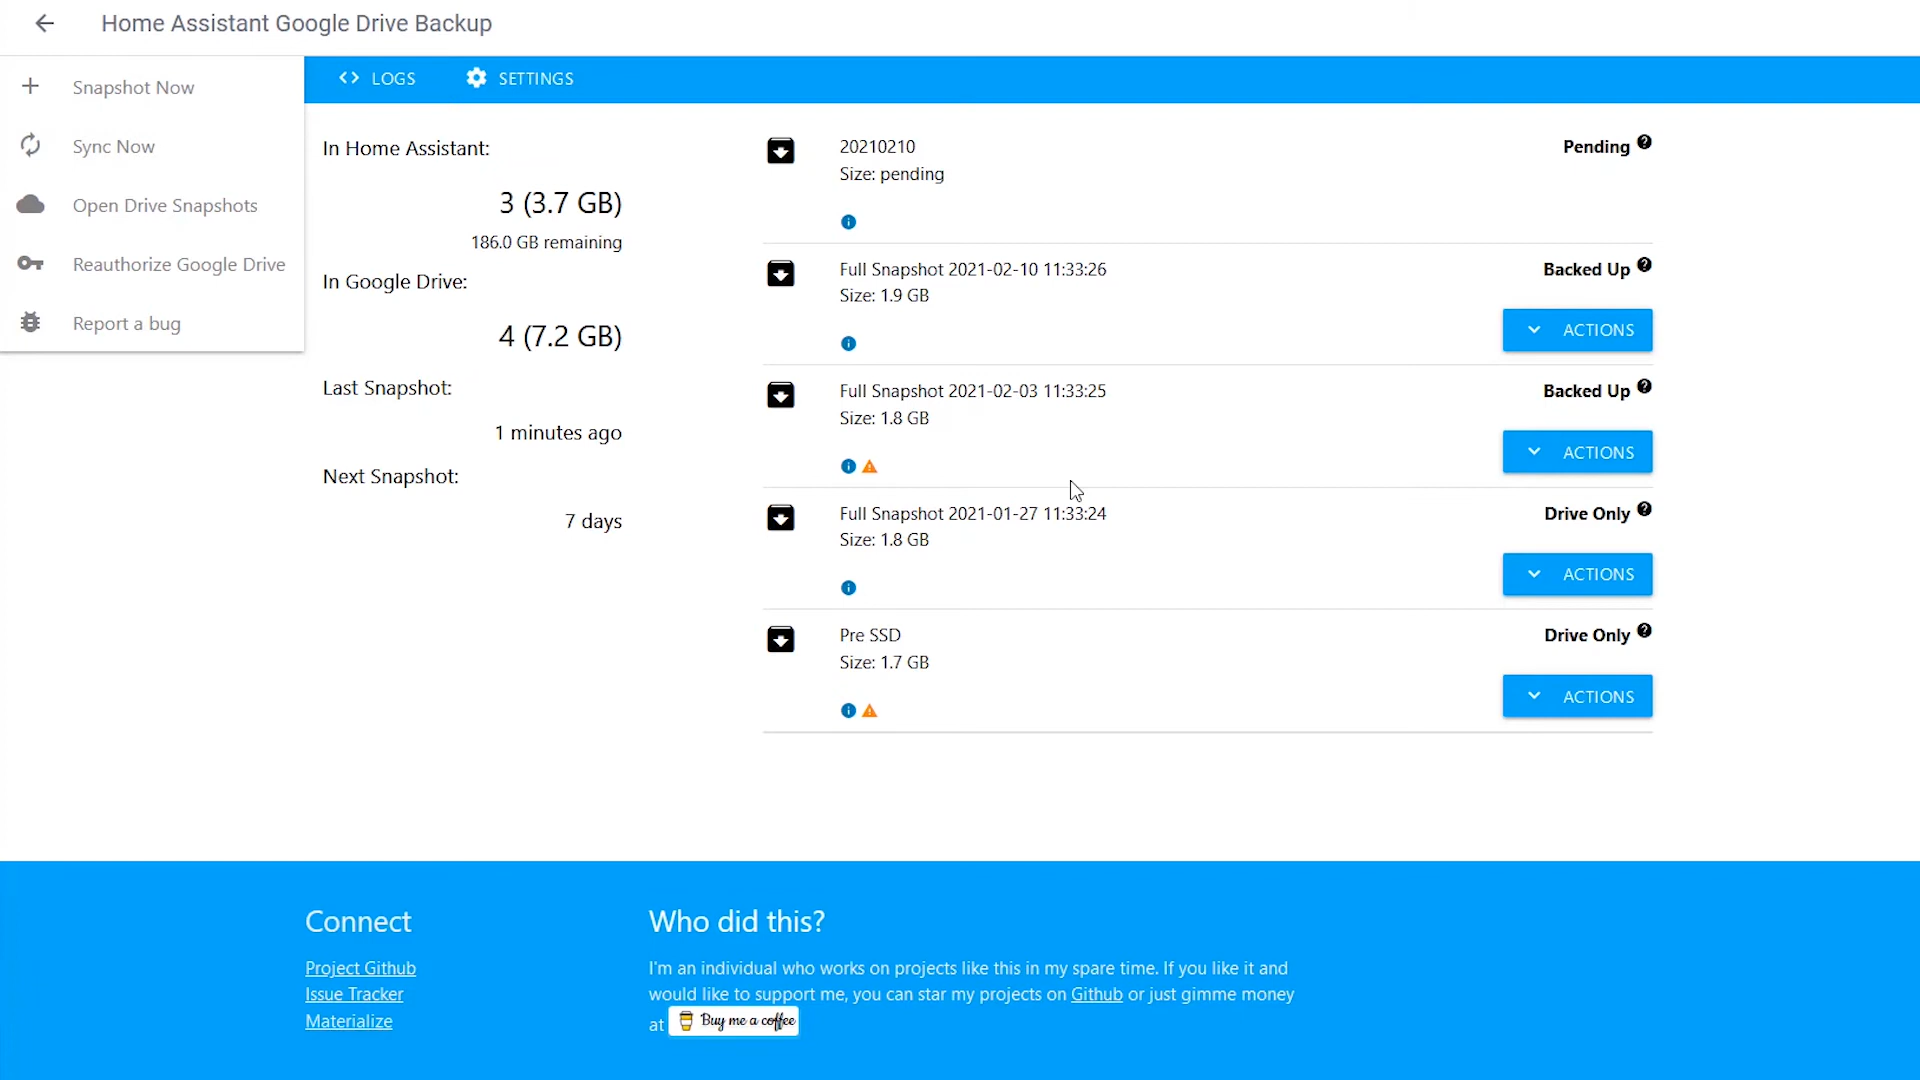 Home Assistant Google Drive Backup
Snapshot Now
Sync Now
Open Drive Snapshots
Reauthorize Google Drive
Report a bug
LOGS
SETTINGS
In Home Assistant:
3 (3.7 GB)
186.0 GB remaining
In Google Drive:
4 (7.2 GB)
Last Snapshot:
1 minutes ago
Next Snapshot:
7 days
20210210
Pending
Size: pending
Full Snapshot 2021-02-10 11:33:26
Backed Up
Size: 1.9 GB
ACTIONS
Full Snapshot 2021-02-03 11:33:25
Backed Up
Size: 1.8 GB
ACTIONS
Full Snapshot 2021-01-27 11:33:24
Drive Only
Size: 1.8 GB
ACTIONS
Pre SSD
Drive Only
Size: 1.7 GB
ACTIONS
Connect
Project Github
Issue Tracker
Materialize
Who did this?
I'm an individual who works on projects like this in my spare time. If you like it and
would like to support me, you can star my projects on Github or just gimme money
at Buy me a coffee